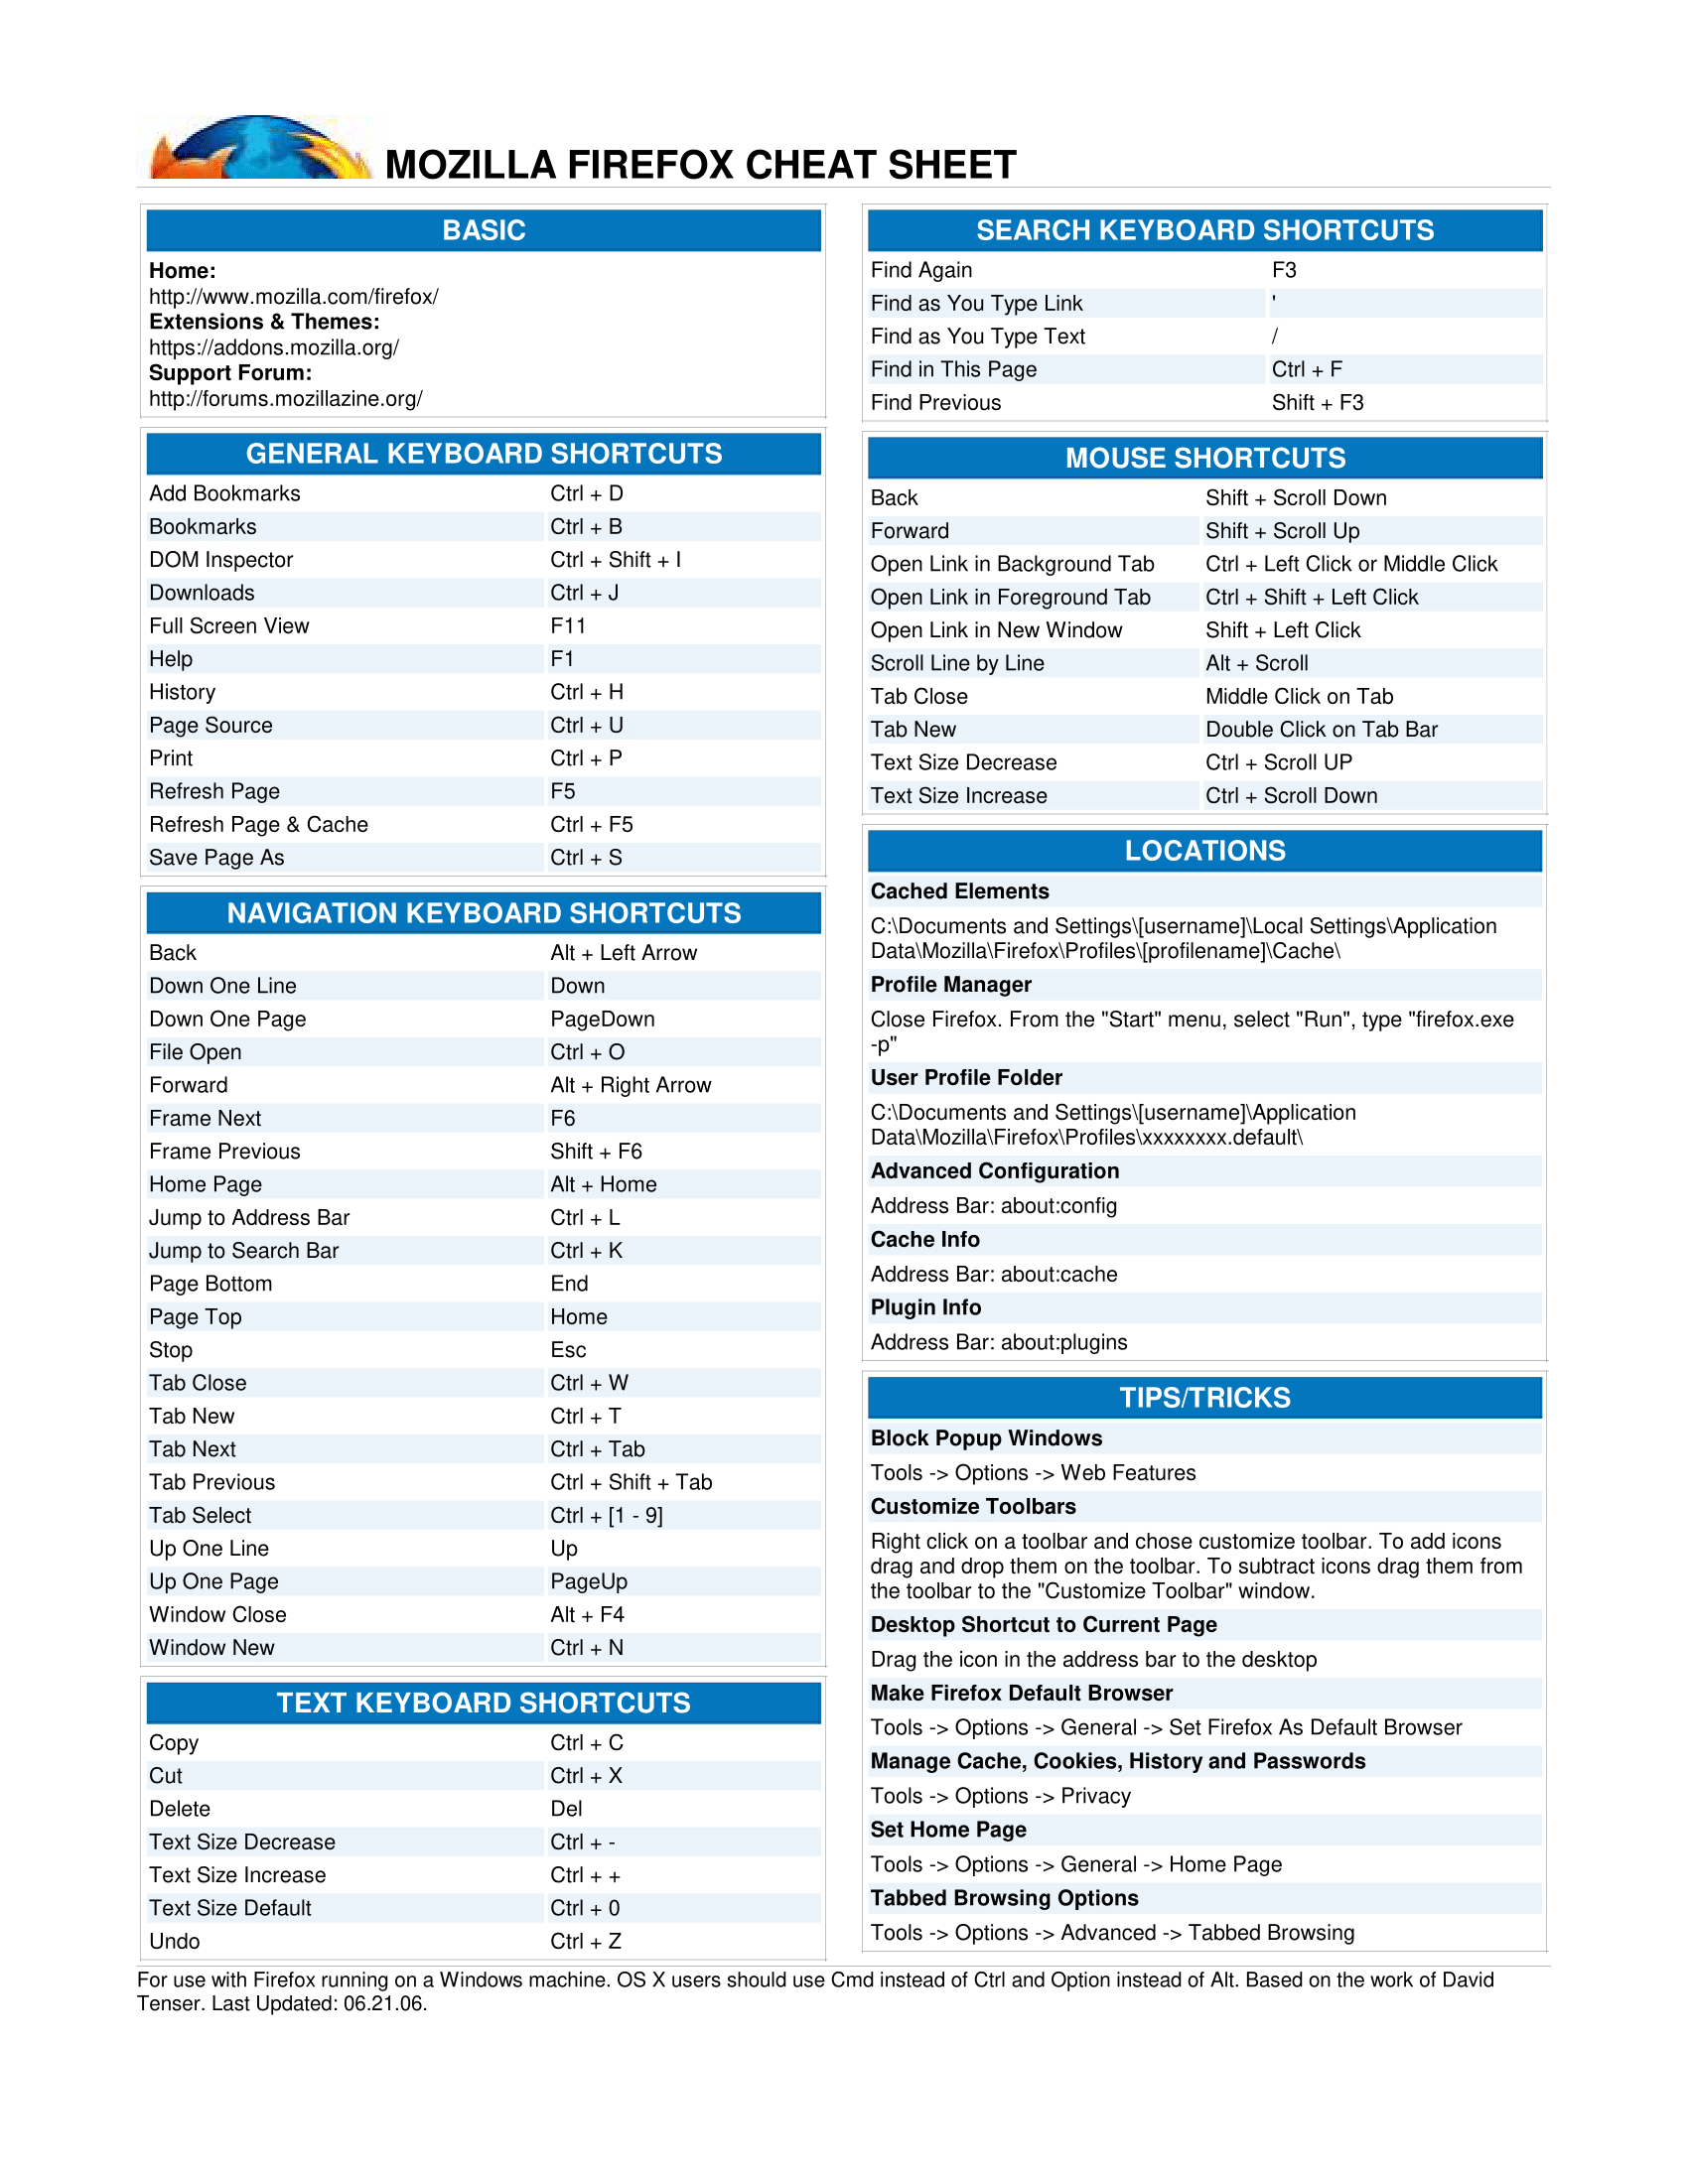 MOZILLA FIREFOX CHEAT SHEET
BASIC
Home:
http://www.mozilla.com/firefox/
Extensions & Themes:
https://addons.mozilla.org/
Support Forum:
http://forums.mozillazine.org/
GENERAL KEYBOARD SHORTCUTS
Add Bookmarks Ctrl + D
Bookmarks Ctrl + B
DOM Inspector Ctrl + Shift + I
Downloads Ctrl + J
Full Screen View F11
Help F1
History Ctrl + H
Page Source Ctrl + U
Print Ctrl + P
Refresh Page F5
Refresh Page & Cache Ctrl + F5
Save Page As Ctrl + S
NAVIGATION KEYBOARD SHORTCUTS
Back Alt + Left Arrow
Down One Line Down
Down One Page PageDown
File Open Ctrl + O
Forward Alt + Right Arrow
Frame Next F6
Frame Previous Shift + F6
Home Page Alt + Home
Jump to Address Bar Ctrl + L
Jump to Search Bar Ctrl + K
Page Bottom End
Page Top Home
Stop Esc
Tab Close Ctrl + W
Tab New Ctrl + T
Tab Next Ctrl + Tab
Tab Previous Ctrl + Shift + Tab
Tab Select Ctrl + [1 - 9]
Up One Line Up
Up One Page PageUp
Window Close Alt + F4
Window New Ctrl + N
TEXT KEYBOARD SHORTCUTS
Copy Ctrl + C
Cut Ctrl + X
Delete Del
Text Size Decrease Ctrl + -
Text Size Increase Ctrl + +
Text Size Default Ctrl + 0
Undo Ctrl + Z
SEARCH KEYBOARD SHORTCUTS
Find Again F3
Find as You Type Link '
Find as You Type Text /
Find in This Page Ctrl + F
Find Previous Shift + F3
MOUSE SHORTCUTS
Back Shift + Scroll Down
Forward Shift + Scroll Up
Open Link in Background Tab Ctrl + Left Click or Middle Click
Open Link in Foreground Tab Ctrl + Shift + Left Click
Open Link in New Window Shift + Left Click
Scroll Line by Line Alt + Scroll
Tab Close Middle Click on Tab
Tab New Double Click on Tab Bar
Text Size Decrease Ctrl + Scroll UP
Text Size Increase Ctrl + Scroll Down
LOCATIONS
Cached Elements
C:\Documents and Settings\[username]\Local Settings\Application
Data\Mozilla\Firefox\Profiles\[profilename]\Cache\
Profile Manager
Close Firefox. From the "Start" menu, select "Run", type "firefox.exe
-p"
User Profile Folder
C:\Documents and Settings\[username]\Application
Data\Mozilla\Firefox\Profiles\xxxxxxxx.default\
Advanced Configuration
Address Bar: about:config
Cache Info
Address Bar: about:cache
Plugin Info
Address Bar: about:plugins
TIPS/TRICKS
Block Popup Windows
Tools -> Options -> Web Features
Customize Toolbars
Right click on a toolbar and chose customize toolbar. To add icons
drag and drop them on the toolbar. To subtract icons drag them from
the toolbar to the "Customize Toolbar" window.
Desktop Shortcut to Current Page
Drag the icon in the address bar to the desktop
Make Firefox Default Browser
Tools -> Options -> General -> Set Firefox As Default Browser
Manage Cache, Cookies, History and Passwords
Tools -> Options -> Privacy
Set Home Page
Tools -> Options -> General -> Home Page
Tabbed Browsing Options
Tools -> Options -> Advanced -> Tabbed Browsing
For use with Firefox running on a Windows machine. OS X users should use Cmd instead of Ctrl and Option instead of Alt. Based on the work of David
Tenser. Last Updated: 06.21.06.